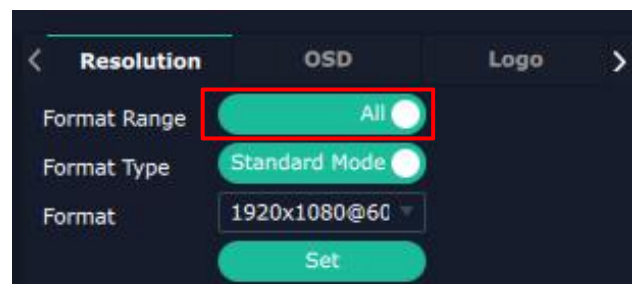 < Resolution OSD Logo >
Format Range All
Format Type Standard Mode
Format 1920x1080@60
Set